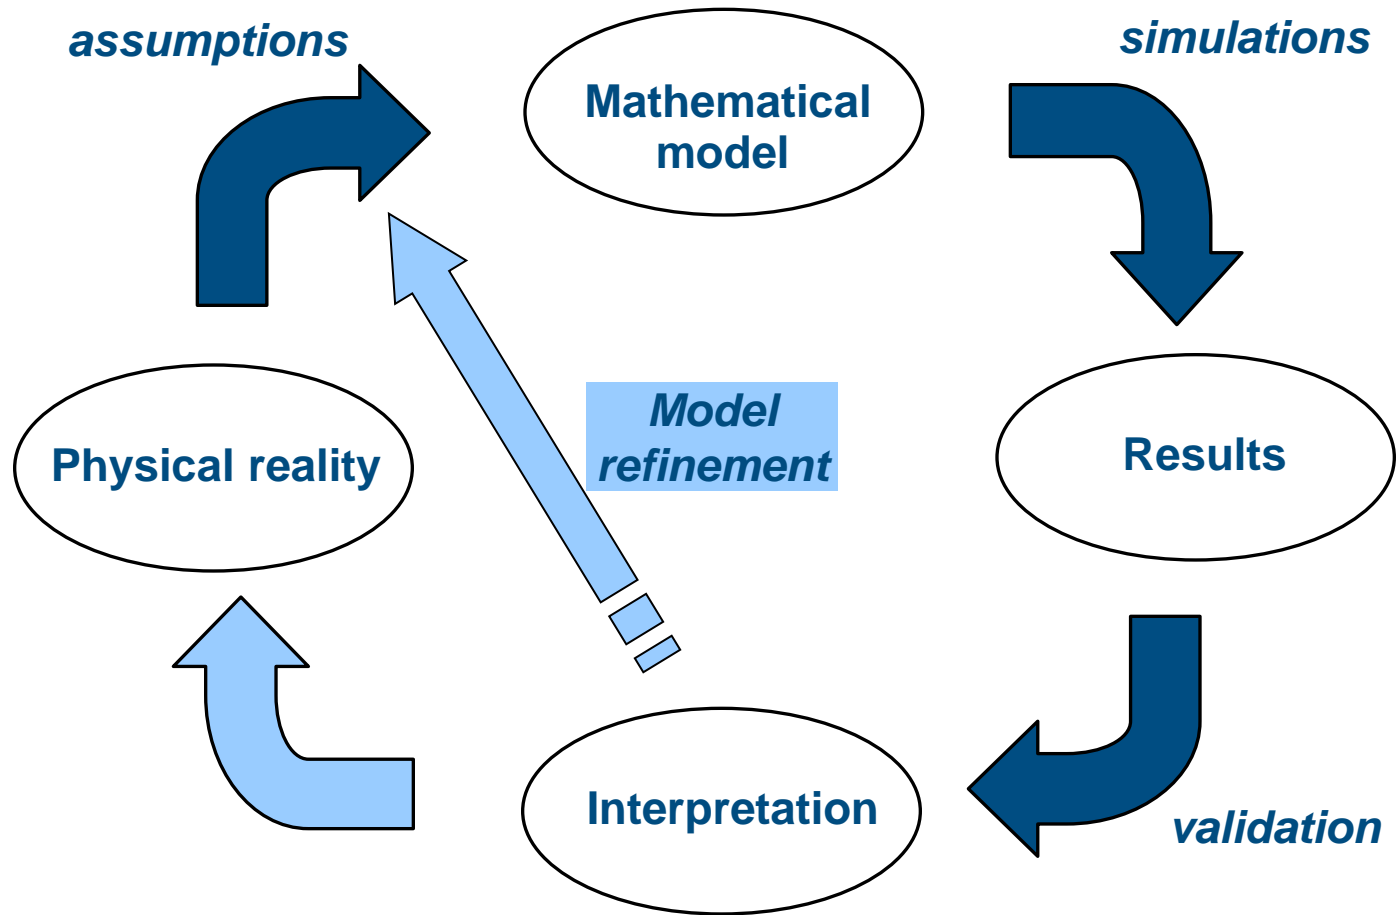 assumptions
simulations
Mathematical
model
Model
refinement
Physical reality
Results
Interpretation
validation